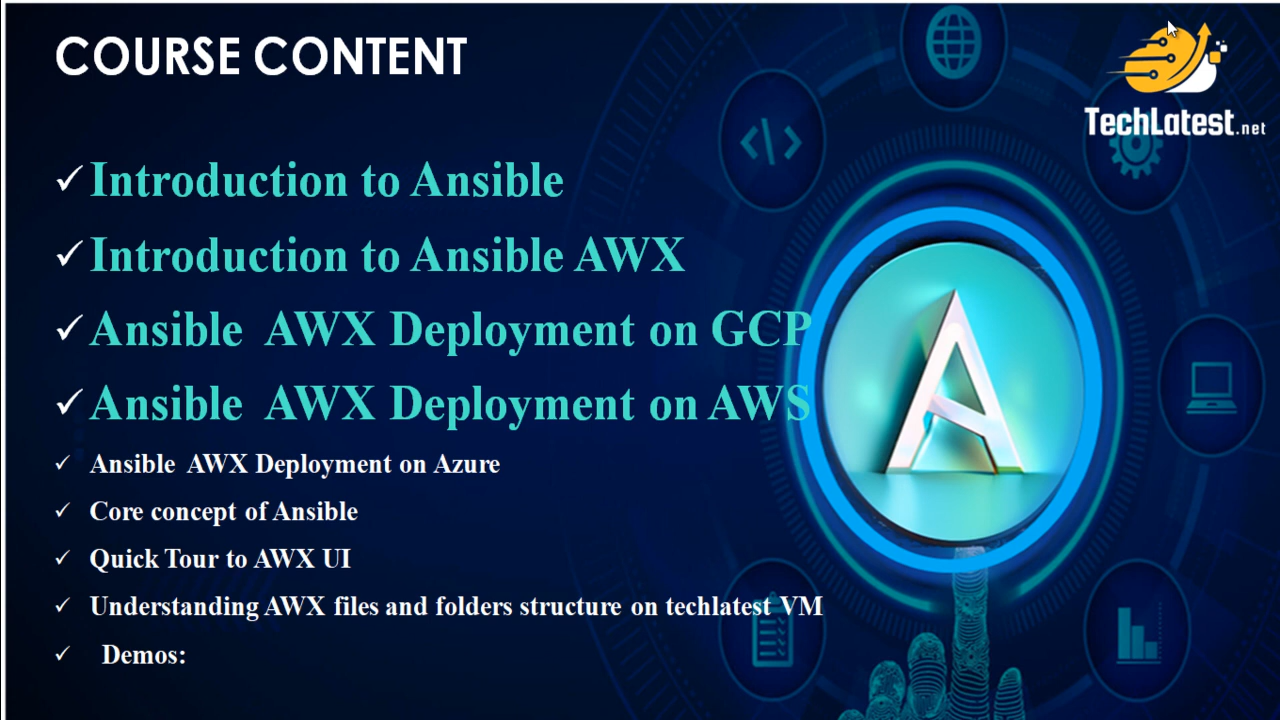 COURSE CONTENT
TechLatest.net
✓ Introduction to Ansible
✓ Introduction to Ansible AWX
✓ Ansible AWX Deployment on GCP
✓ Ansible AWX Deployment on AWS
✓ Ansible AWX Deployment on Azure
✓ Core concept of Ansible
✓ Quick Tour to AWX UI
✓ Understanding AWX files and folders structure on techlatest VM
✓ Demos: